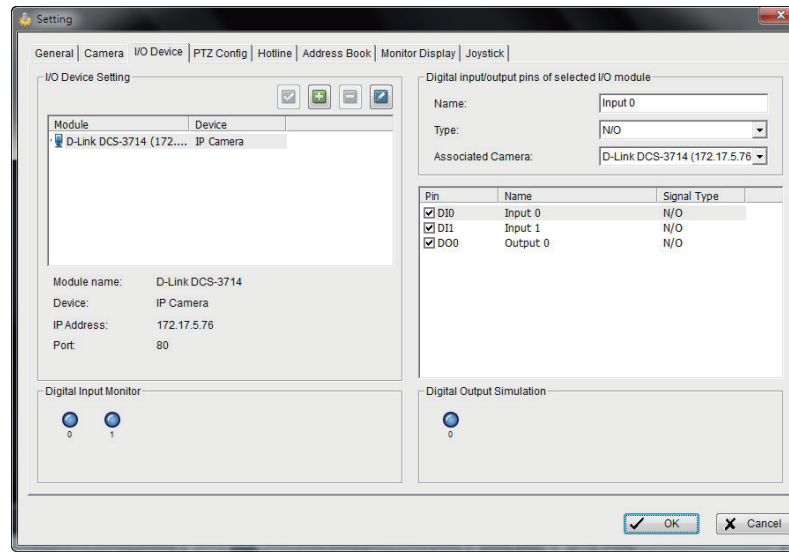 Setting
General Camera I/O Device PTZ Config Hotline Address Book Monitor Display Joystick
I/O Device Setting
Module Device
D-Link DCS-3714 (172.... IP Camera
Module name: D-Link DCS-3714
Device: IP Camera
IP Address: 172.17.5.76
Port: 80
Digital Input Monitor
0 1
Digital input/output pins of selected I/O module
Name: Input 0
Type: N/O
Associated Camera: D-Link DCS-3714 (172.17.5.76
Pin Name Signal Type
DI0 Input 0 N/O
DI1 Input 1 N/O
DO0 Output 0 N/O
Digital Output Simulation
0
OK Cancel